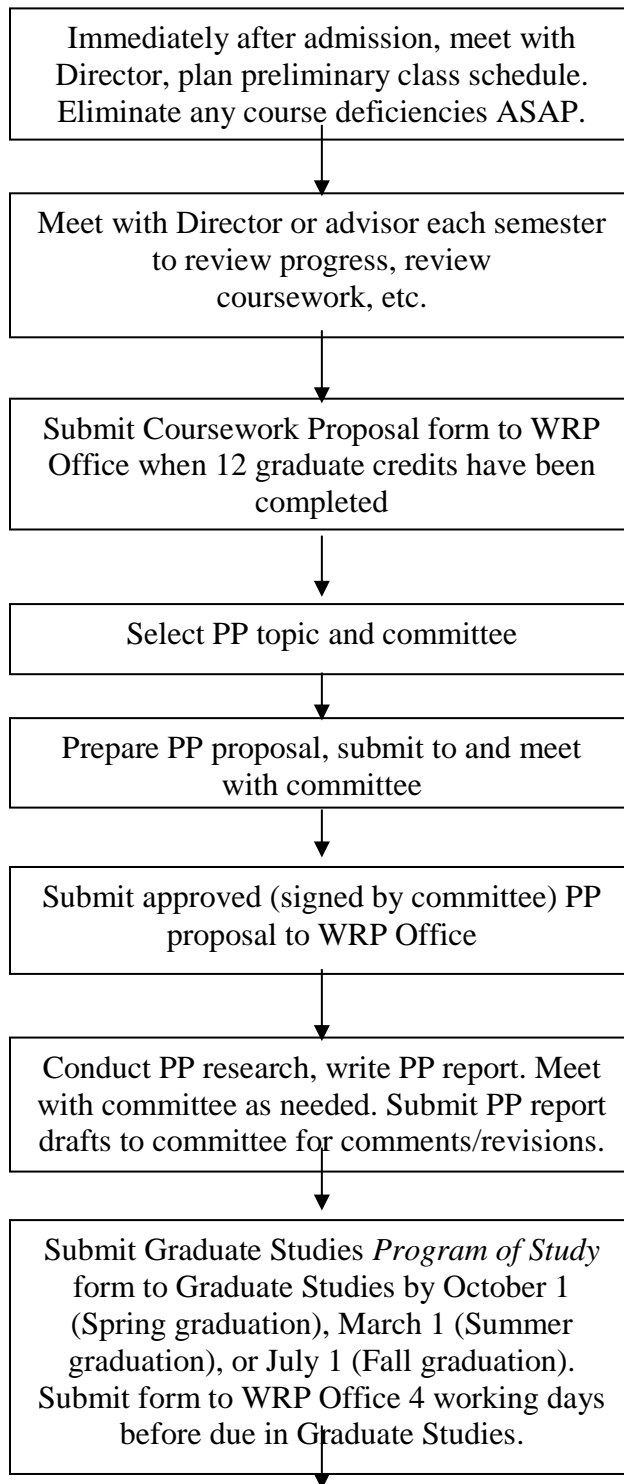 Immediately after admission, meet with
Director, plan preliminary class schedule.
Eliminate any course deficiencies ASAP.
Meet with Director or advisor each semester
to review progress, review
coursework, etc.
Submit Coursework Proposal form to WRP
Office when 12 graduate credits have been
completed
Select PP topic and committee
Prepare PP proposal, submit to and meet
with committee
Submit approved (signed by committee) PP
proposal to WRP Office
Conduct PP research, write PP report. Meet
with committee as needed. Submit PP report
drafts to committee for comments/revisions.
Submit Graduate Studies Program of Study
form to Graduate Studies by October 1
(Spring graduation), March 1 (Summer
graduation), or July 1 (Fall graduation).
Submit form to WRP Office 4 working days
before due in Graduate Studies.